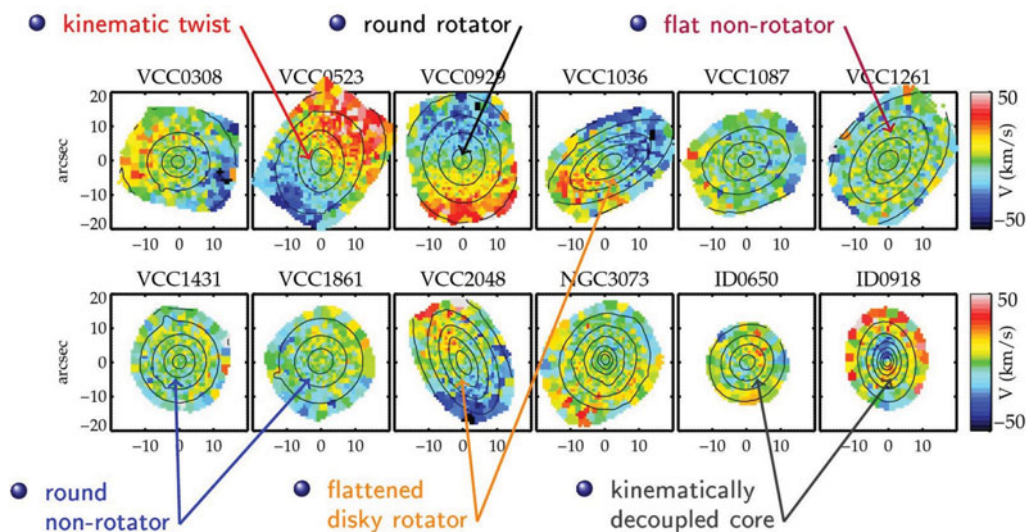 kinematic twist
round rotator
flat non-rotator
VCC0308 VCC0523 VCC0929 VCC1036 VCC1087 VCC1261
20
10
0
−10
−20
arcsec
−10 0 10 −10 0 10 −10 0 10 −10 0 10 −10 0 10 −10 0 10
50
V (km/s)
−50
VCC1431 VCC1861 VCC2048 NGC3073 ID0650 ID0918
20
10
0
−10
−20
arcsec
−10 0 10 −10 0 10 −10 0 10 −10 0 10 −10 0 10 −10 0 10
50
V (km/s)
−50
round
non-rotator
flattened
disky rotator
kinematically
decoupled core